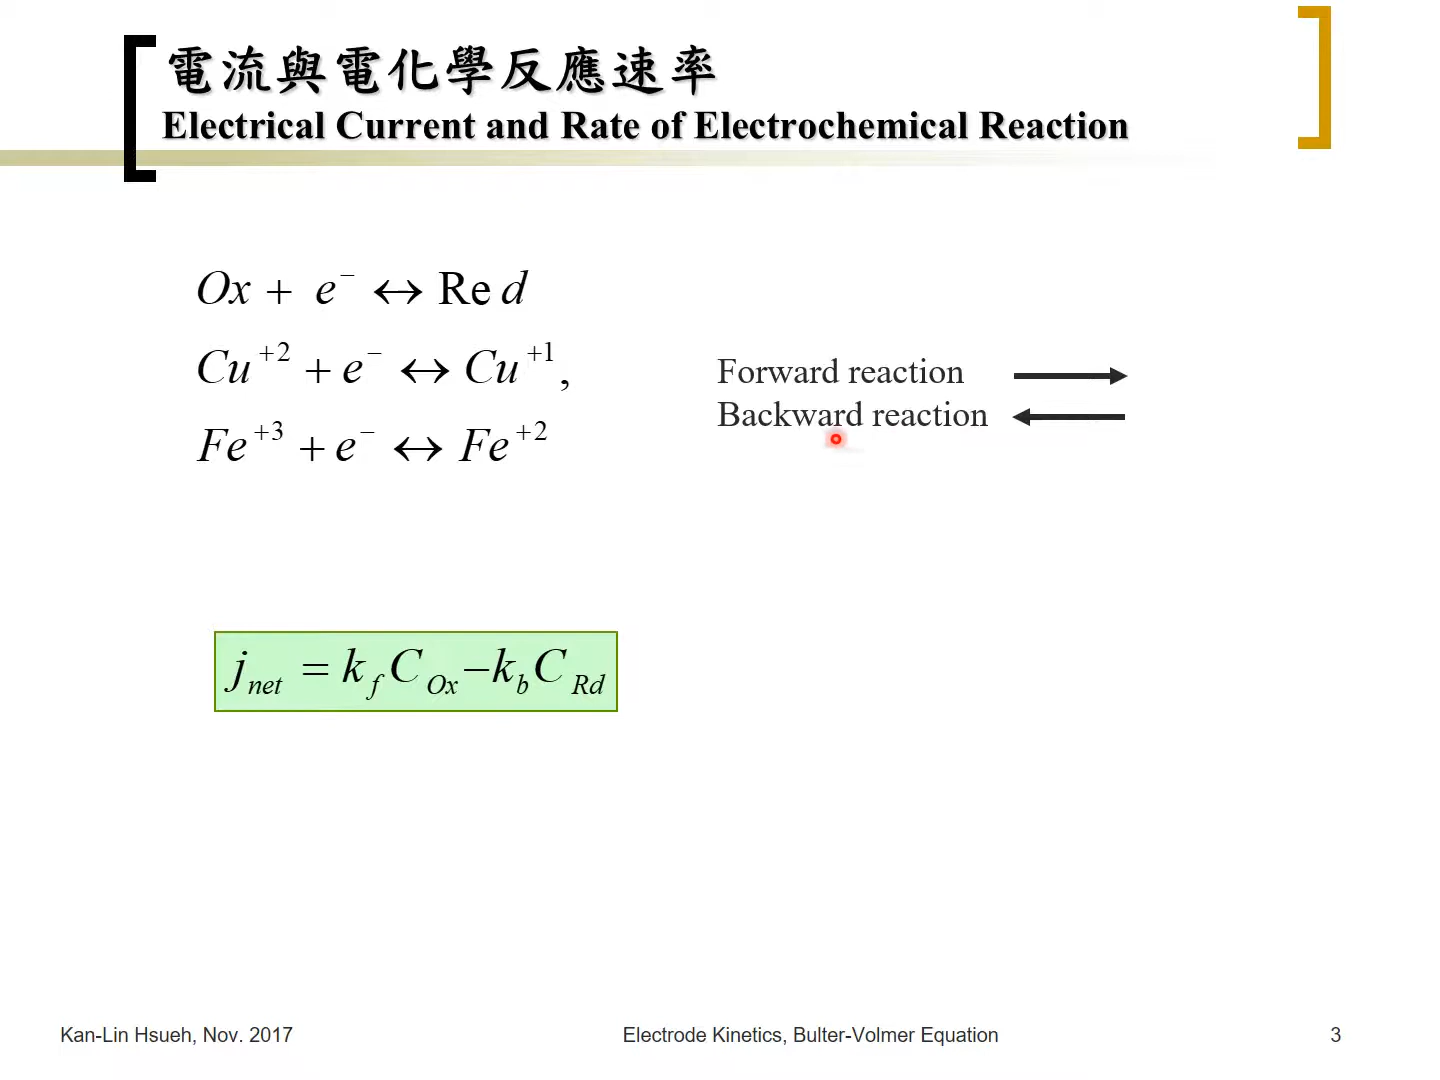 電流與電化學反應速率
Electrical Current and Rate of Electrochemical Reaction
Ox + e⁻ ↔ Re d
Cu⁺² + e⁻ ↔ Cu⁺¹,
Fe⁺³ + e⁻ ↔ Fe⁺²
Forward reaction
Backward reaction
j_net = k_f C_Ox − k_b C_Rd
Kan-Lin Hsueh, Nov. 2017
Electrode Kinetics, Bulter-Volmer Equation
3